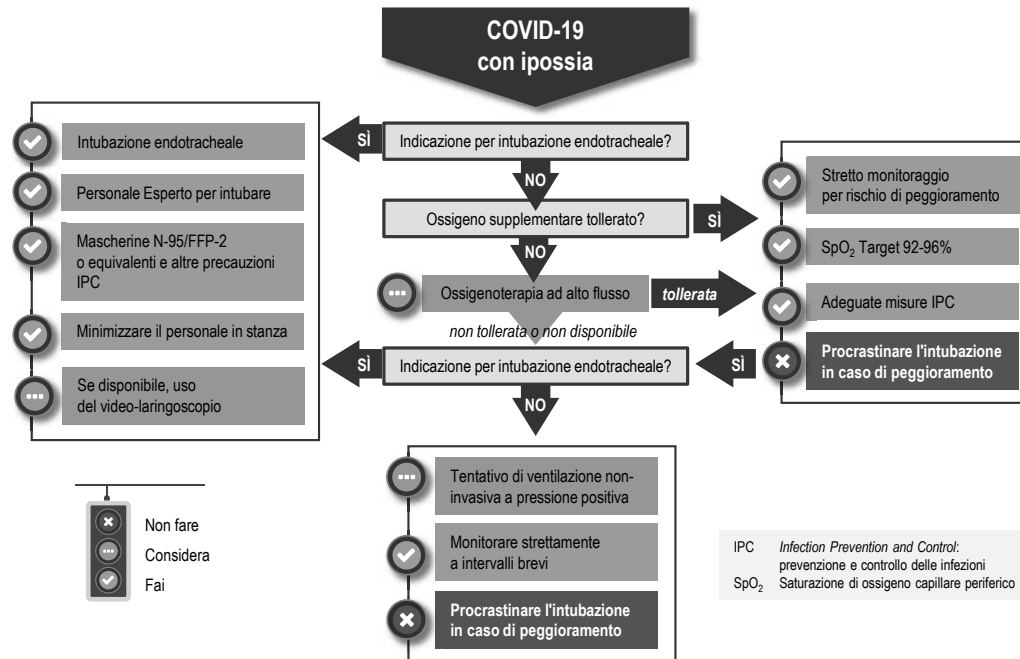 COVID-19
con ipossia
Indicazione per intubazione endotracheale?
SÌ
NO
Intubazione endotracheale
Personale Esperto per intubare
Mascherine N-95/FFP-2
o equivalenti e altre precauzioni
IPC
Minimizzare il personale in stanza
Se disponibile, uso
del video-laringoscopio
Ossigeno supplementare tollerato?
SÌ
NO
Stretto monitoraggio
per rischio di peggioramento
SpO₂ Target 92-96%
Adeguate misure IPC
Procrastinare l'intubazione
in caso di peggioramento
Ossigenoterapia ad alto flusso
tollerata
non tollerata o non disponibile
SÌ
Indicazione per intubazione endotracheale?
SÌ
NO
Tentativo di ventilazione non-
invasiva a pressione positiva
Monitorare strettamente
a intervalli brevi
Procrastinare l'intubazione
in caso di peggioramento
Non fare
Considera
Fai
IPC Infection Prevention and Control:
prevenzione e controllo delle infezioni
SpO₂ Saturazione di ossigeno capillare periferico